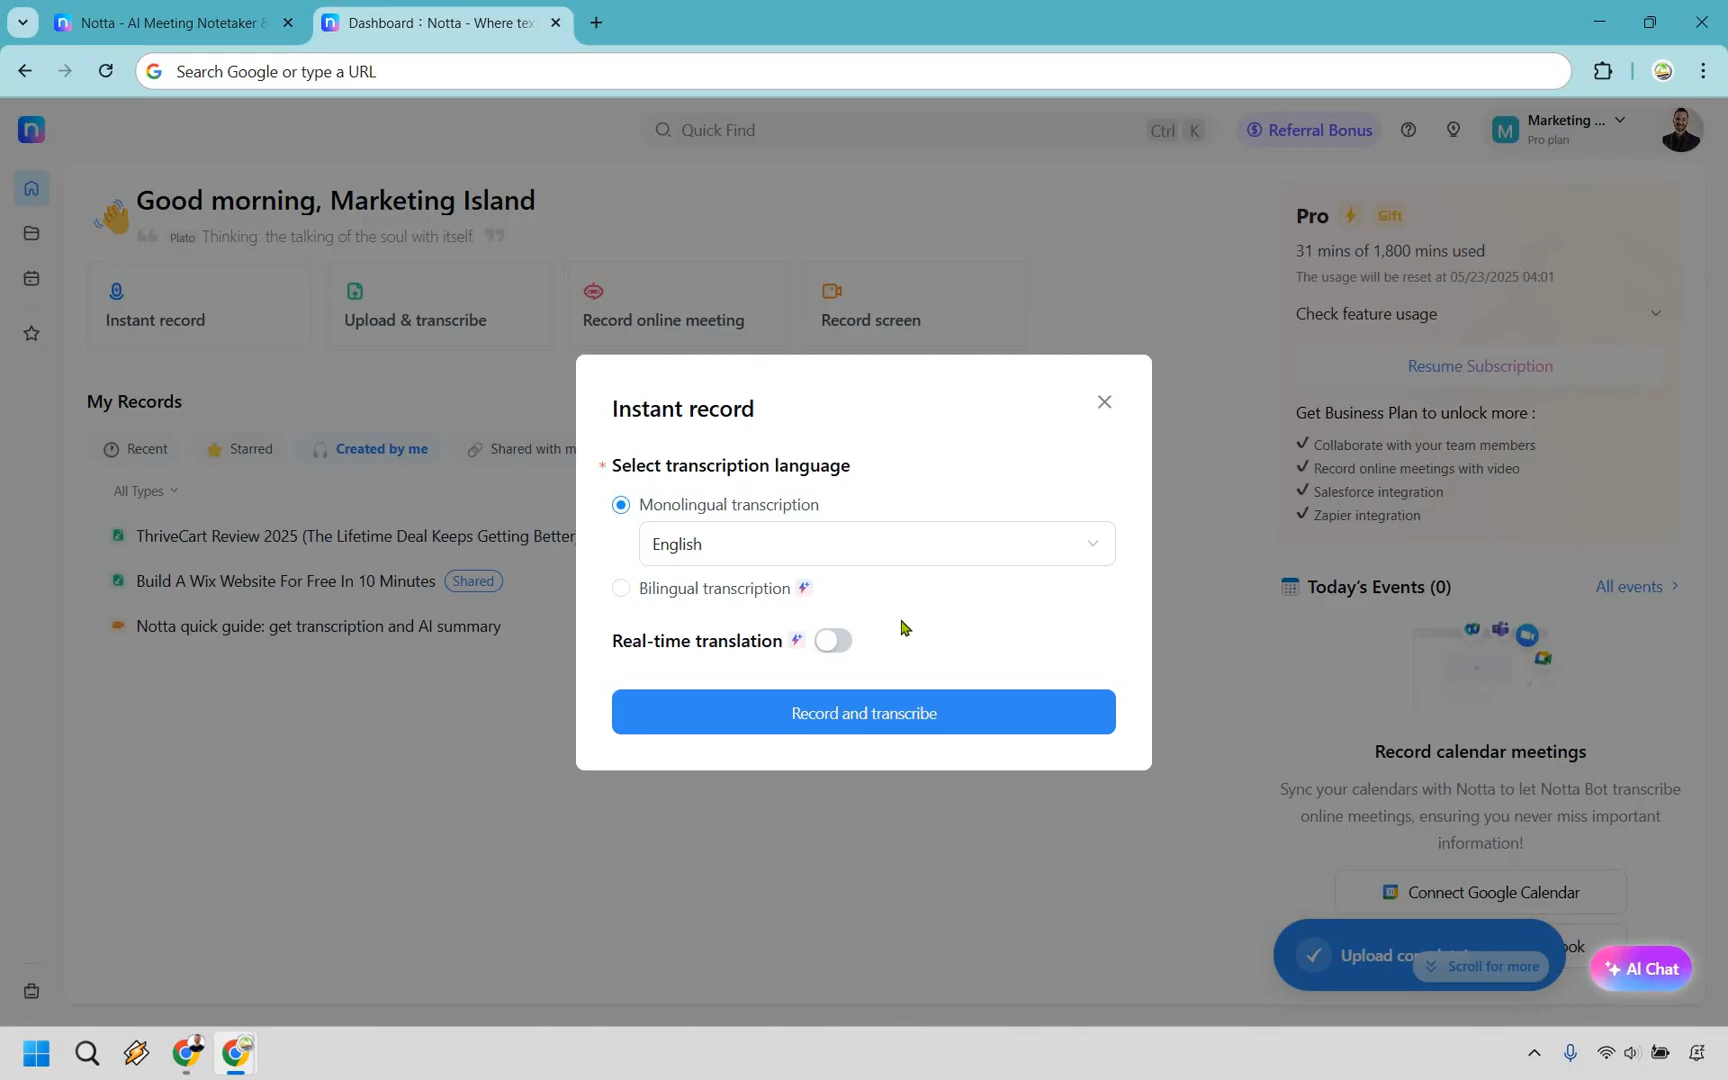 Notta - AI Meeting Notetaker &
Dashboard : Notta - Where tex
Search Google or type a URL
Quick Find
Ctrl K
Referral Bonus
M
Marketing ...
Pro plan
Good morning, Marketing Island
Plato Thinking: the talking of the soul with itself.
Instant record
Upload & transcribe
Record online meeting
Record screen
My Records
Recent
Starred
Created by me
Shared with m
All Types
ThriveCart Review 2025 (The Lifetime Deal Keeps Getting Better
Build A Wix Website For Free In 10 Minutes Shared
Notta quick guide: get transcription and AI summary
Instant record
* Select transcription language
Monolingual transcription
English
Bilingual transcription
Real-time translation
Record and transcribe
Pro Gift
31 mins of 1,800 mins used
The usage will be reset at 05/23/2025 04:01
Check feature usage
Resume Subscription
Get Business Plan to unlock more :
Collaborate with your team members
Record online meetings with video
Salesforce integration
Zapier integration
Today's Events (0)
All events
Record calendar meetings
Sync your calendars with Notta to let Notta Bot transcribe
online meetings, ensuring you never miss important
information!
Connect Google Calendar
ook
Upload
Scroll for more
AI Chat